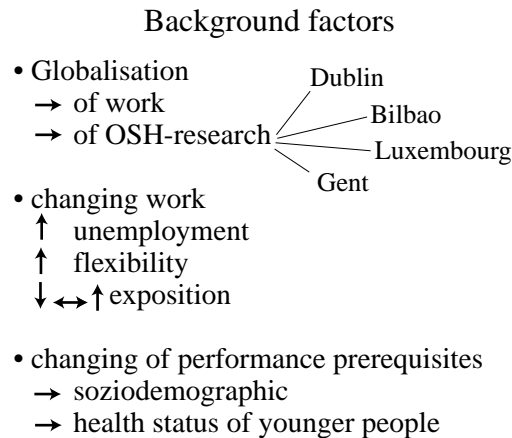 Background factors
• Globalisation
→ of work
→ of OSH-research
Dublin
Bilbao
Luxembourg
Gent
• changing work
↑ unemployment
↑ flexibility
↓ ↔ ↑ exposition
• changing of performance prerequisites
→ soziodemographic
→ health status of younger people